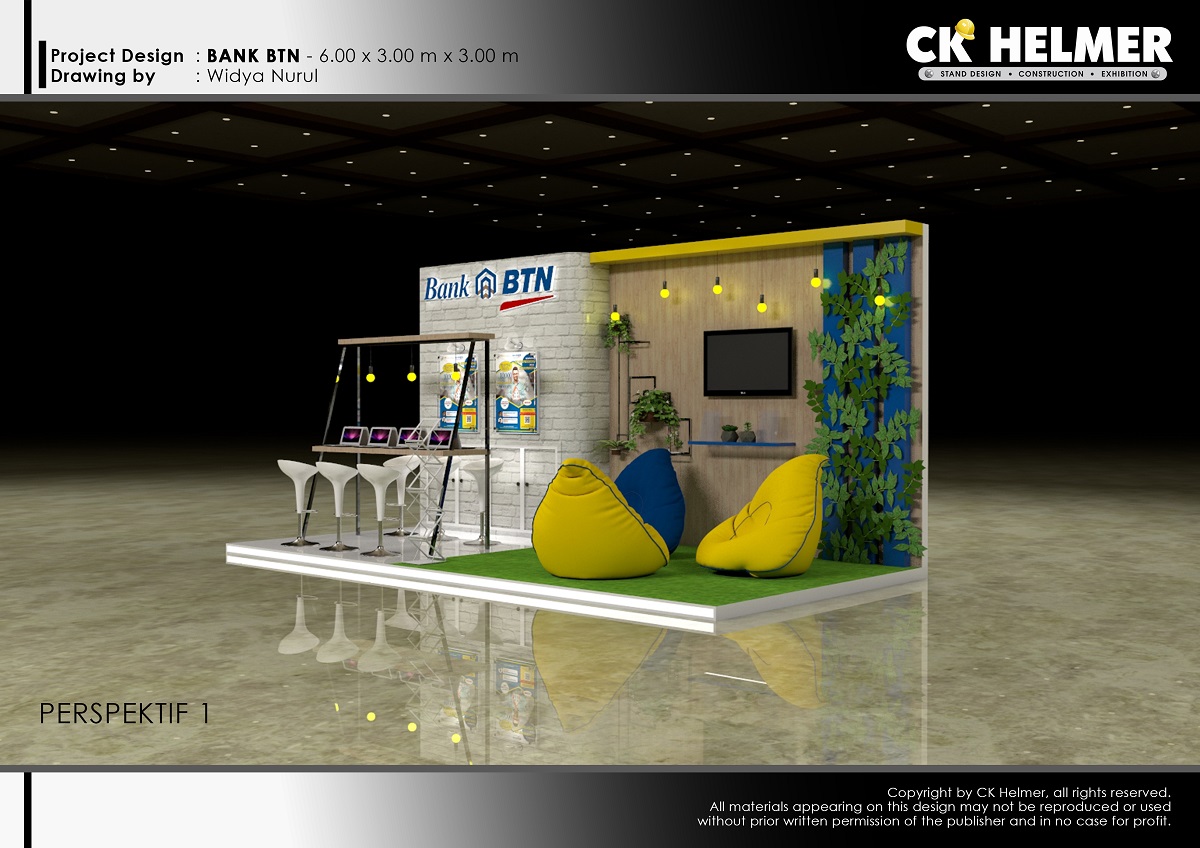 Project Design : BANK BTN - 6.00 x 3.00 m x 3.00 m
Drawing by : Widya Nurul
CK HELMER
STAND DESIGN • CONSTRUCTION • EXHIBITION
Bank BTN
PERSPEKTIF 1
Copyright by CK Helmer, all rights reserved.
All materials appearing on this design may not be reproduced or used
without prior written permission of the publisher and in no case for profit.